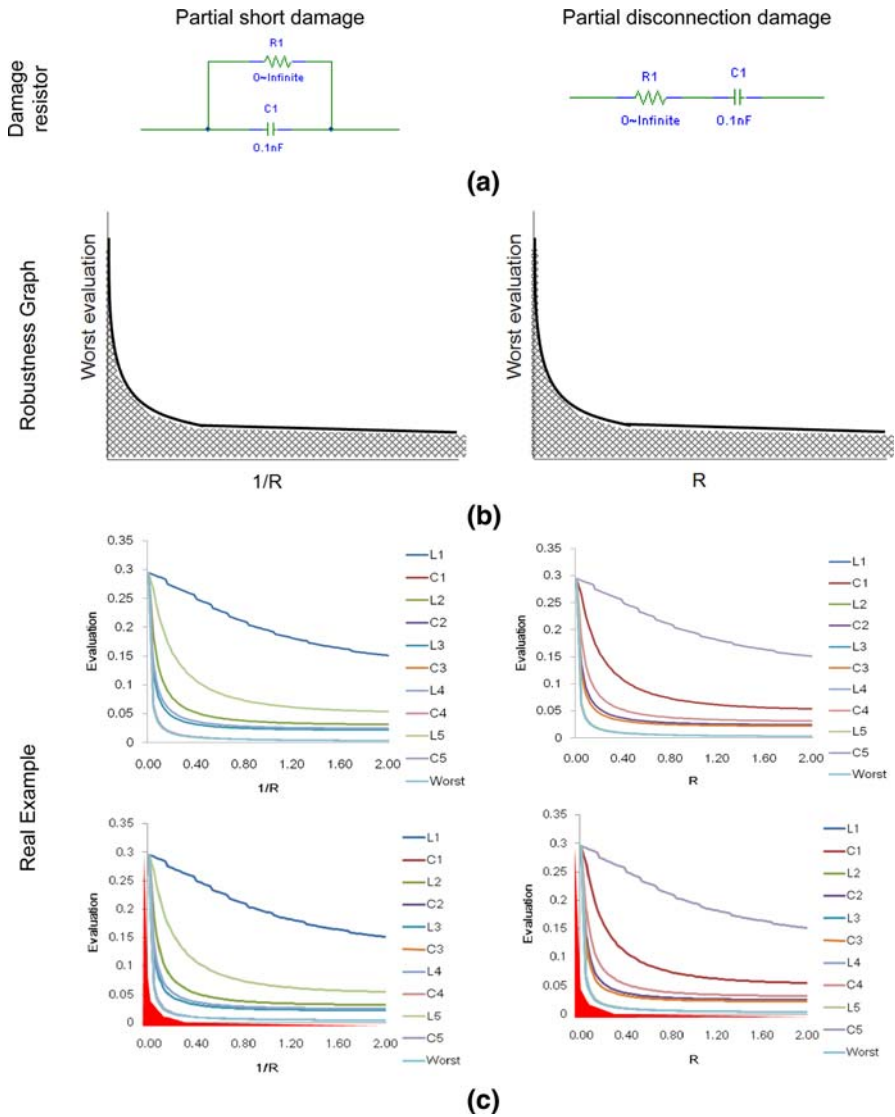 Partial short damage
Partial disconnection damage
Damage resistor
R1
0~Infinite
C1
0.1nF
R1
0~Infinite
C1
0.1nF
(a)
Robustness Graph
Worst evaluation
1/R
Worst evaluation
R
(b)
Real Example
Evaluation
0.35
0.3
0.25
0.2
0.15
0.1
0.05
0
0.00 0.40 0.80 1.20 1.60 2.00
1/R
L1
C1
L2
C2
L3
C3
L4
C4
L5
C5
Worst
Evaluation
0.35
0.3
0.25
0.2
0.15
0.1
0.05
0
0.00 0.40 0.80 1.20 1.60 2.00
R
L1
C1
L2
C2
L3
C3
L4
C4
L5
C5
Worst
Evaluation
0.35
0.3
0.25
0.2
0.15
0.1
0.05
0
0.00 0.40 0.80 1.20 1.60 2.00
1/R
L1
C1
L2
C2
L3
C3
L4
C4
L5
C5
Worst
Evaluation
0.35
0.3
0.25
0.2
0.15
0.1
0.05
0
0.00 0.40 0.80 1.20 1.60 2.00
R
L1
C1
L2
C2
L3
C3
L4
C4
L5
C5
Worst
(c)